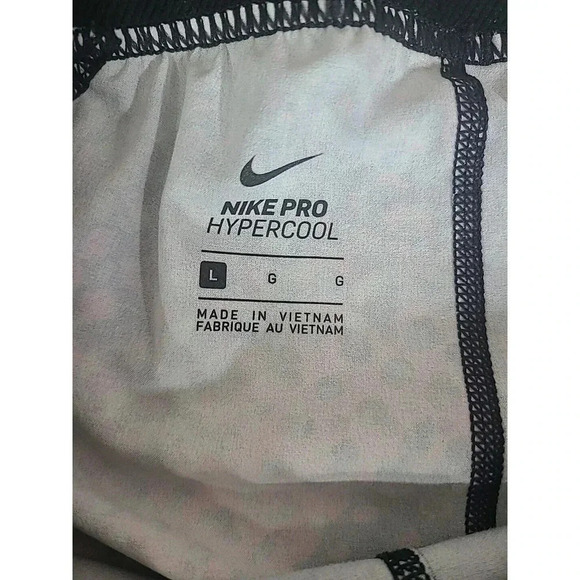 NIKE PRO
HYPERCOOL
L G G
MADE IN VIETNAM
FABRIQUE AU VIETNAM